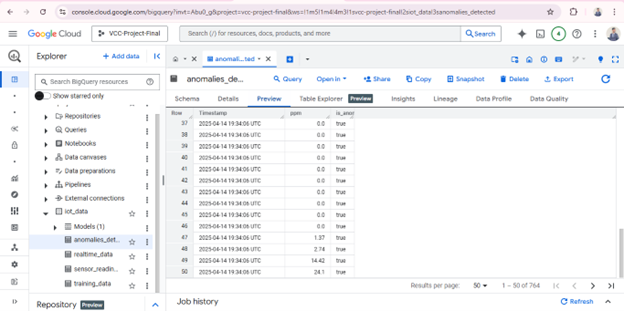 console.cloud.google.com/bigquery?invt=Abu0_g&project=vcc-project-final&ws=!1m5!1m4!4m3!1svcc-project-final!2siot_data!3sanomalies_detected
Google Cloud
VCC-Project-Final
Search (/) for resources, docs, products, and more
Search
4
Explorer
+ Add data
anomali...ted
Search BigQuery resources
Show starred only
Repositories
Queries
Notebooks
Data canvases
Data preparations
Pipelines
External connections
iot_data
Models (1)
anomalies_det...
realtime_data
sensor_readin...
training_data
Repository Preview
anomalies_de...
Query
Open in
Share
Copy
Snapshot
Delete
Export
Schema Details Preview Table Explorer Preview Insights Lineage Data Profile Data Quality
Row Timestamp ppm
37 2025-04-14 19:34:06 UTC 0.0 true
38 2025-04-14 19:34:06 UTC 0.0 true
39 2025-04-14 19:34:06 UTC 0.0 true
40 2025-04-14 19:34:06 UTC 0.0 true
41 2025-04-14 19:34:06 UTC 0.0 true
42 2025-04-14 19:34:06 UTC 0.0 true
43 2025-04-14 19:34:06 UTC 0.0 true
44 2025-04-14 19:34:06 UTC 0.0 true
45 2025-04-14 19:34:06 UTC 0.0 true
46 2025-04-14 19:34:06 UTC 0.0 true
47 2025-04-14 19:34:06 UTC 1.37 true
48 2025-04-14 19:34:06 UTC 2.74 true
49 2025-04-14 19:34:06 UTC 14.42 true
50 2025-04-14 19:34:06 UTC 24.1 true
Results per page: 50 1 - 50 of 764
Job history
Refresh